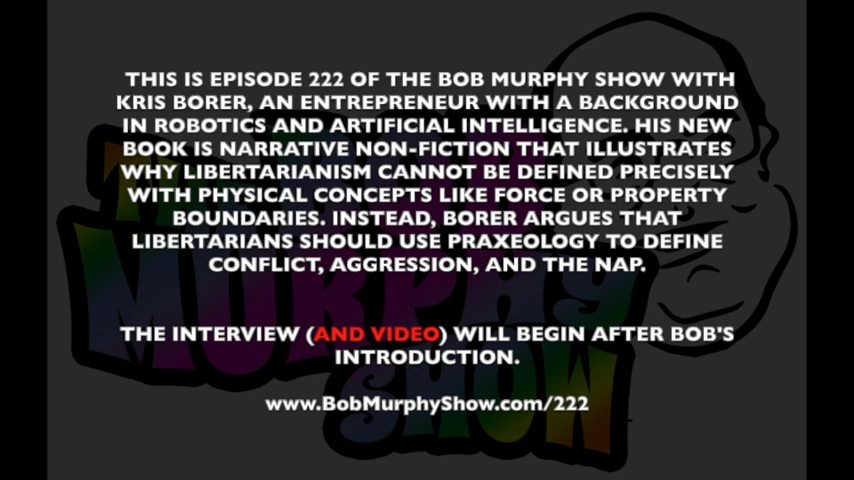 THIS IS EPISODE 222 OF THE BOB MURPHY SHOW WITH
KRIS BORER, AN ENTREPRENEUR WITH A BACKGROUND
IN ROBOTICS AND ARTIFICIAL INTELLIGENCE. HIS NEW
BOOK IS NARRATIVE NON-FICTION THAT ILLUSTRATES
WHY LIBERTARIANISM CANNOT BE DEFINED PRECISELY
WITH PHYSICAL CONCEPTS LIKE FORCE OR PROPERTY
BOUNDARIES. INSTEAD, BORER ARGUES THAT
LIBERTARIANS SHOULD USE PRAXEOLOGY TO DEFINE
CONFLICT, AGGRESSION, AND THE NAP.
THE INTERVIEW (AND VIDEO) WILL BEGIN AFTER BOB'S
INTRODUCTION.
www.BobMurphyShow.com/222
MURPHY
SHOW